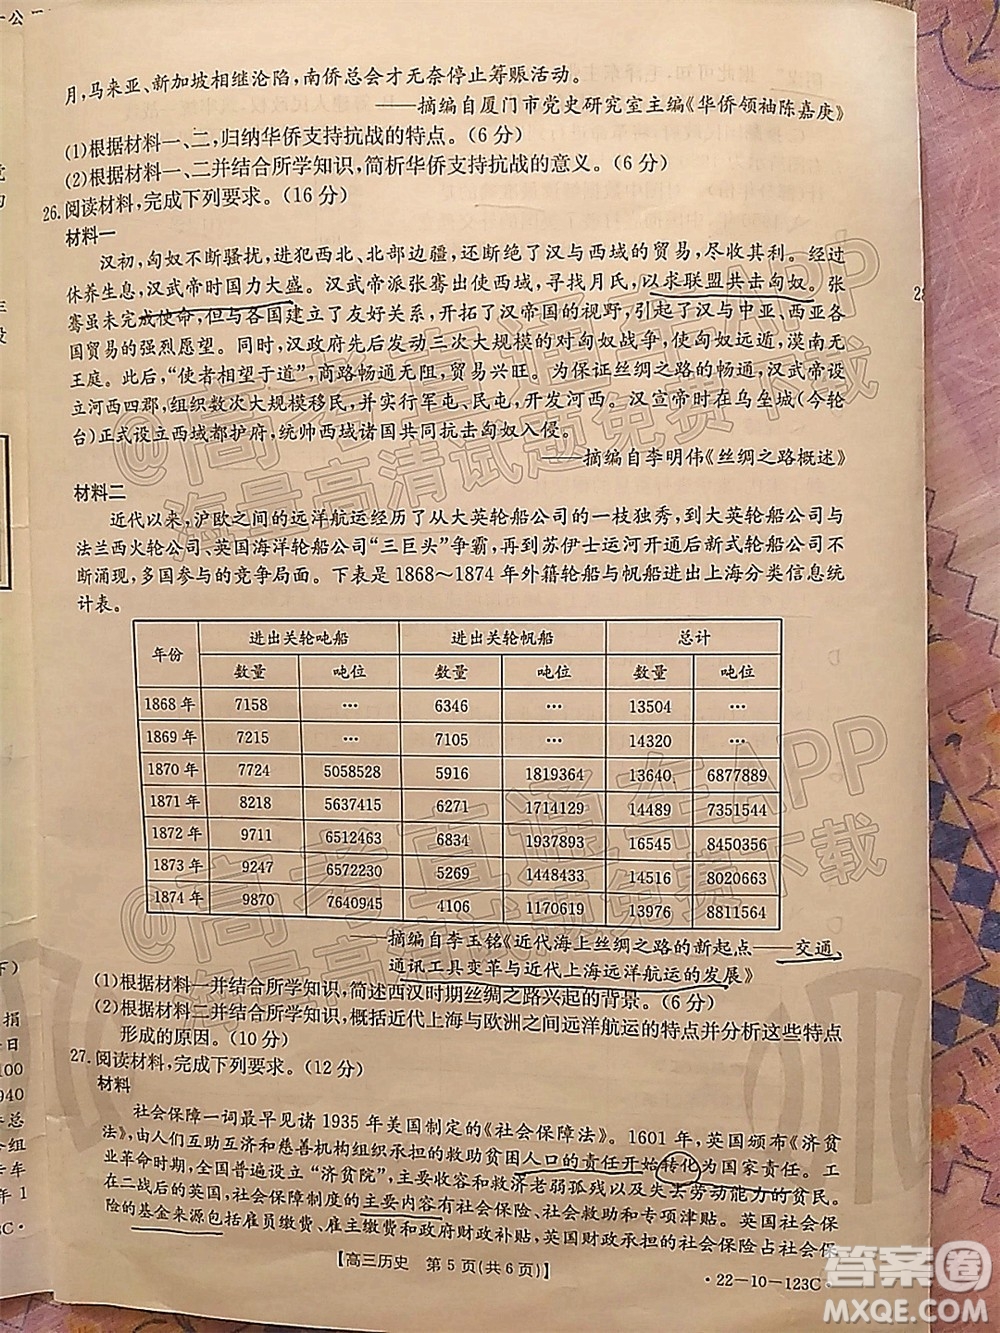 月,马来亚、新加坡相继沦陷,南侨总会才无奈停止筹赈活动。
——摘编自厦门市党史研究室主编《华侨领袖陈嘉庚》
(1)根据材料一、二,归纳华侨支持抗战的特点。(6分)
(2)根据材料一、二并结合所学知识,简析华侨支持抗战的意义。(6分)
26.阅读材料,完成下列要求。(16分)
材料一
汉初,匈奴不断骚扰,进犯西北、北部边疆,还断绝了汉与西域的贸易,尽收其利。经过
休养生息,汉武帝时国力大盛。汉武帝派张骞出使西域,寻找月氏,以求联盟共击匈奴。张
骞虽未完成使命,但与各国建立了友好关系,开拓了汉帝国的视野,引起了汉与中亚、西亚各
国贸易的强烈愿望。同时,汉政府先后发动三次大规模的对匈奴战争,使匈奴远遁,漠南无
王庭。此后,“使者相望于道”,商路畅通无阻,贸易兴旺。为保证丝绸之路的畅通,汉武帝设
立河西四郡,组织数次大规模移民,并实行军屯、民屯,开发河西。汉宣帝时在乌垒城(今轮
台)正式设立西域都护府,统帅西域诸国共同抗击匈奴入侵。
——摘编自李明伟《丝绸之路概述》
材料二
近代以来,沪欧之间的远洋航运经历了从大英轮船公司的一枝独秀,到大英轮船公司与
法兰西火轮公司、英国海洋轮船公司“三巨头”争霸,再到苏伊士运河开通后新式轮船公司不
断涌现,多国参与的竞争局面。下表是1868～1874年外籍轮船与帆船进出上海分类信息统
计表。
年份 进出关轮吨船 进出关轮帆船 总计
数量 吨位 数量 吨位 数量 吨位
1868年 7158 … 6346 … 13504 …
1869年 7215 … 7105 … 14320 …
1870年 7724 5058528 5916 1819364 13640 6877889
1871年 8218 5637415 6271 1714129 14489 7351544
1872年 9711 6512463 6834 1937893 16545 8450356
1873年 9247 6572230 5269 1448433 14516 8020663
1874年 9870 7640945 4106 1170619 13976 8811564
——摘编自李玉铭《近代海上丝绸之路的新起点——交通、
通讯工具变革与近代上海远洋航运的发展》
(1)根据材料一并结合所学知识,简述西汉时期丝绸之路兴起的背景。(6分)
(2)根据材料二并结合所学知识,概括近代上海与欧洲之间远洋航运的特点并分析这些特点
形成的原因。(10分)
27.阅读材料,完成下列要求。(12分)
材料
社会保障一词最早见诸1935年美国制定的《社会保障法》。1601年,英国颁布《济贫
法》,由人们互助互济和慈善机构组织承担的救助贫困人口的责任开始转化为国家责任。工
业革命时期,全国普遍设立“济贫院”,主要收容和救济老弱孤残以及失去劳动能力的贫民。
在二战后的英国,社会保障制度的主要内容有社会保险、社会救助和专项津贴。英国社会保
险的基金来源包括雇员缴费、雇主缴费和政府财政补贴。英国财政承担的社会保险占社会保
【高三历史 第5页(共6页)】
·22-10-123C·
@高考直通车APP
海量高清试题免费下载
@高考直通车APP
海量高清试题免费下载
答案圈
MXQE.COM